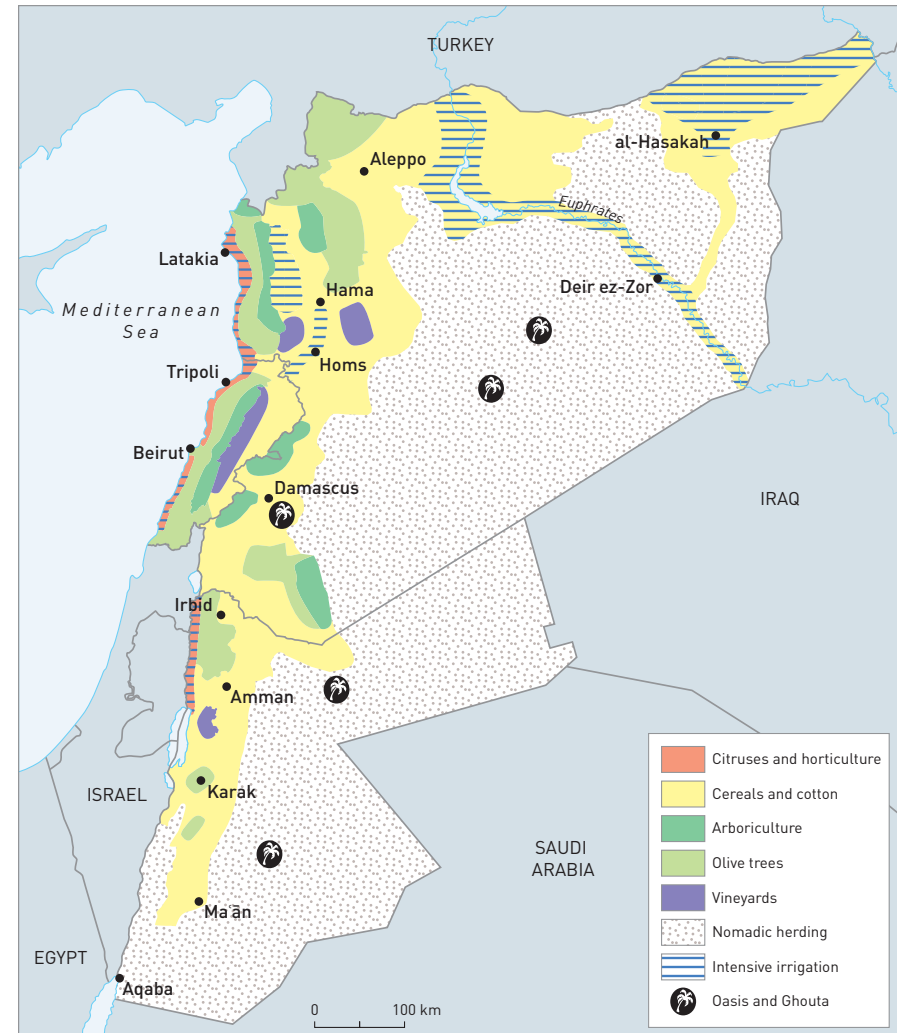 TURKEY
Aleppo
al-Hasakah
Euphrates
Latakia
Deir ez-Zor
Hama
Mediterranean
Sea
Homs
Tripoli
Beirut
Damascus
IRAQ
Irbid
Amman
Karak
ISRAEL
SAUDI
ARABIA
Maʿān
EGYPT
Aqaba
0 100 km
Citruses and horticulture
Cereals and cotton
Arboriculture
Olive trees
Vineyards
Nomadic herding
Intensive irrigation
Oasis and Ghouta